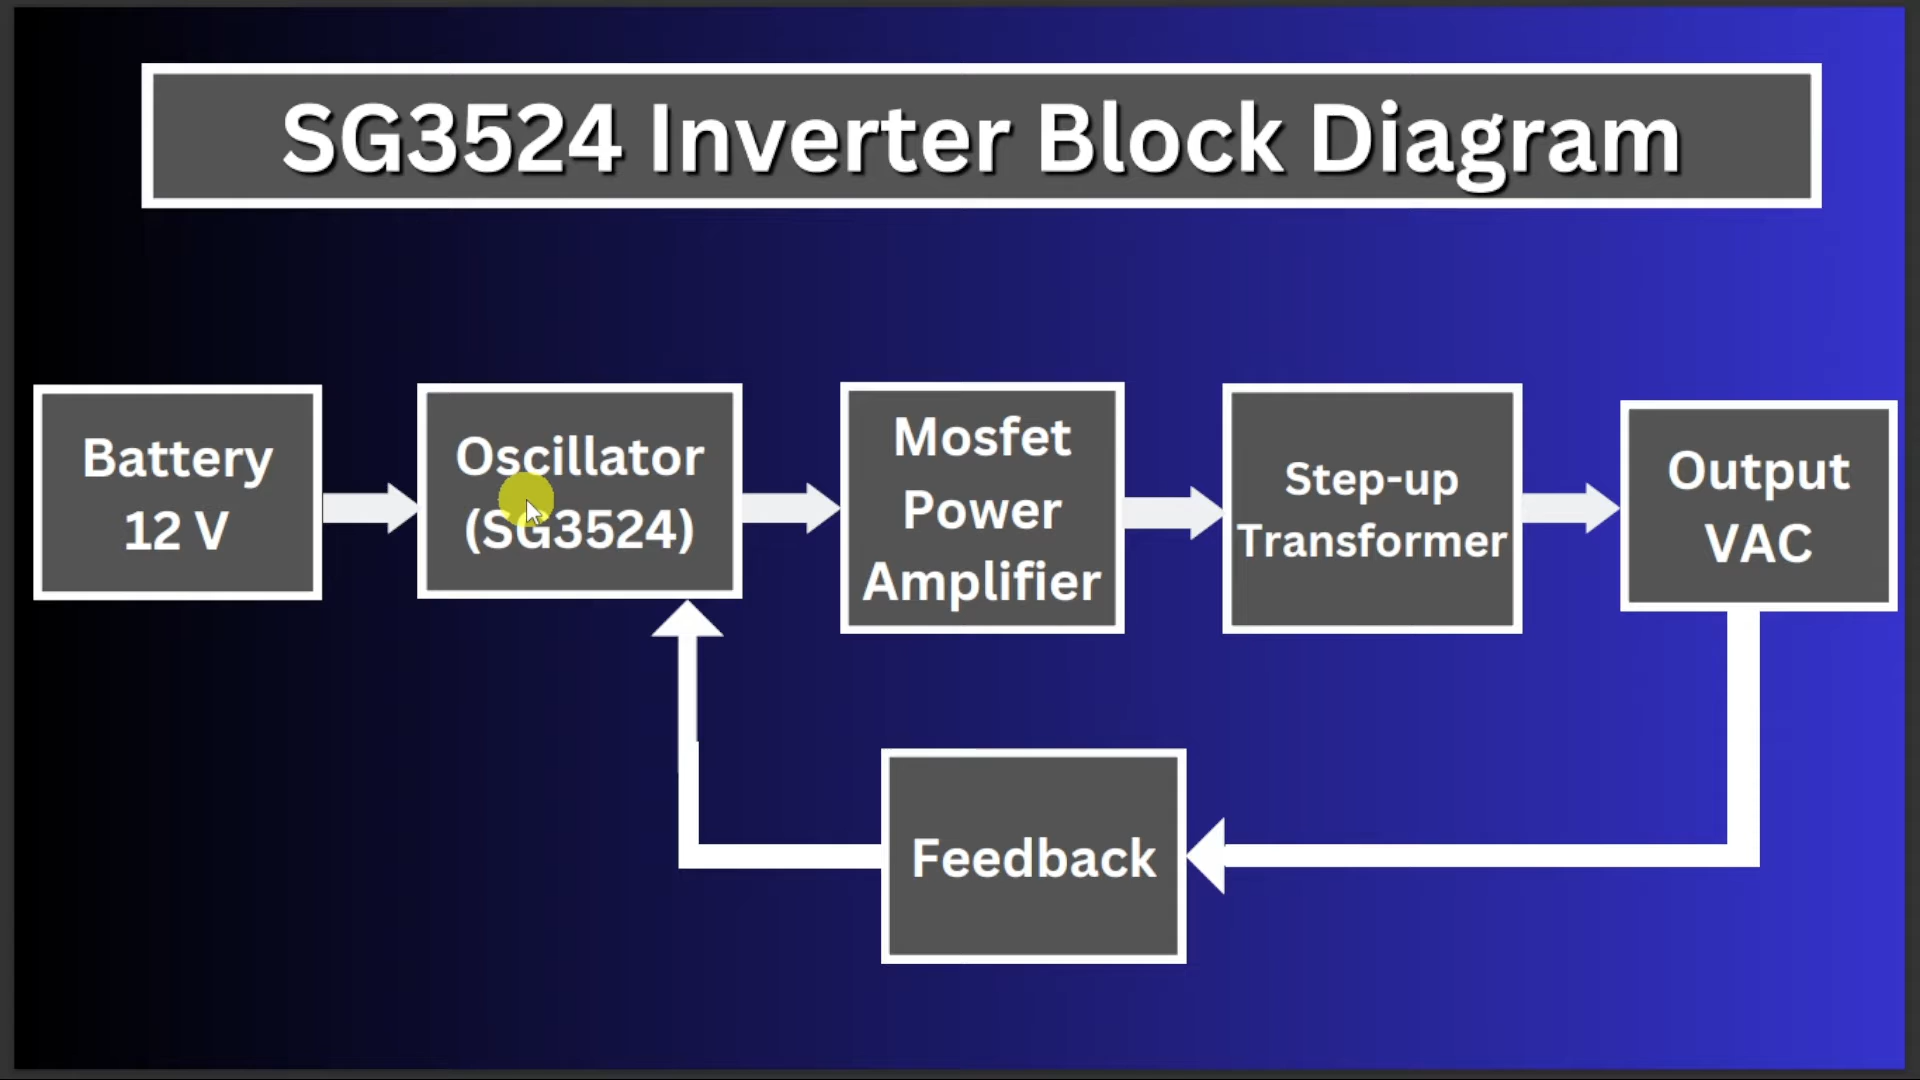 SG3524 Inverter Block Diagram
Battery
12 V
Oscillator
(SG3524)
Mosfet
Power
Amplifier
Step-up
Transformer
Output
VAC
Feedback